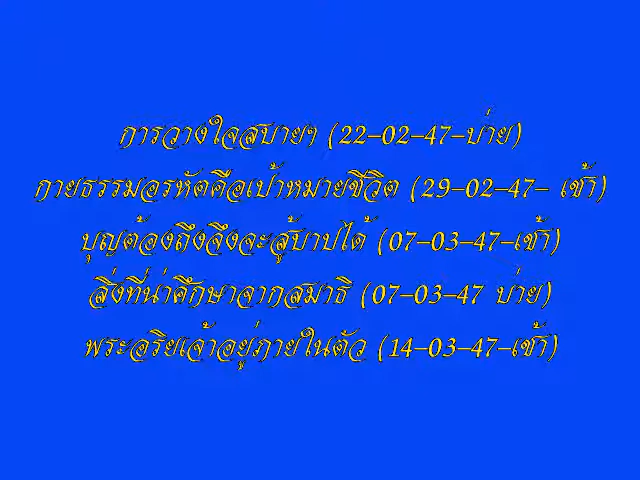 การวางใจสบายๆ (22-02-47-บ่าย)
กายธรรมอรหัตคือเป้าหมายชีวิต (29-02-47- เช้า)
บุญต้องถึงจึงจะสู้บาปได้ (07-03-47-เช้า)
สิ่งที่น่าศึกษาจากสมาธิ (07-03-47 บ่าย)
พระอริยเจ้าอยู่ภายในตัว (14-03-47-เช้า)